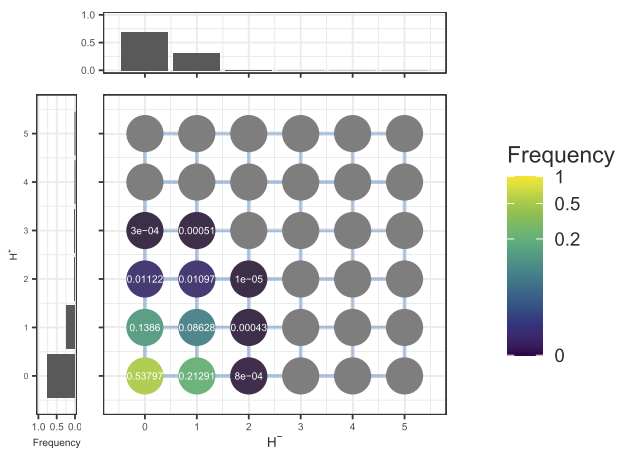 1.0
0.5
0.0
5
4
3
2
1
0
H⁺
3e−04 0.00051
0.01122 0.01097 1e−05
0.1386 0.08628 0.00043
0.53797 0.21291 8e−04
1.0 0.5 0.0
Frequency
0 1 2 3 4 5
H⁻
Frequency
1
0.5
0.2
0